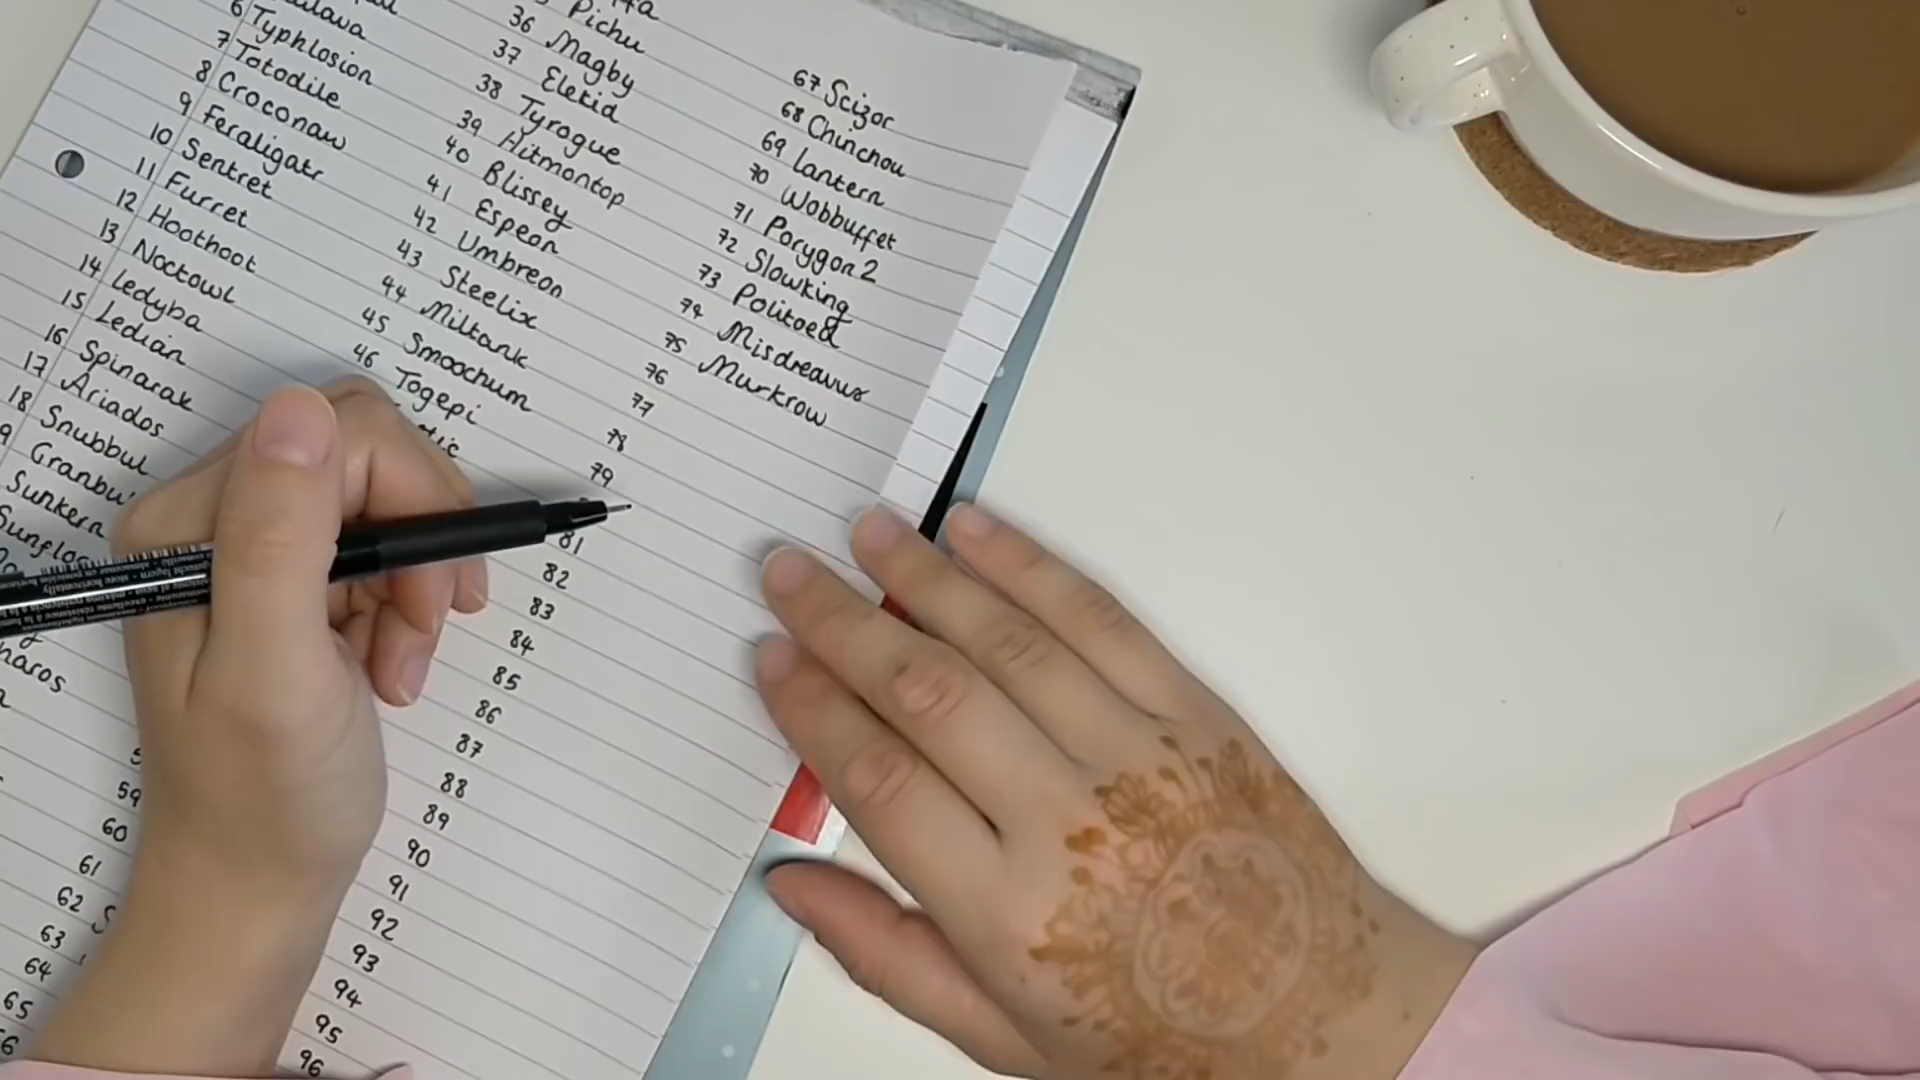 6
Typhlosion
7 Totodile
8 Croconaw
9 Feraligatr
10 Sentret
11 Furret
12 Hoothoot
13 Noctowl
14 Ledyba
15 Ledian
16 Spinarak
17 Ariados
18 Snubbul
Sunkern
59
60
61
62
63
64
65
Pichu
36 Magby
37 Elekid
38 Tyrogue
39 Hitmontop
40 Blissey
41 Espeon
42 Umbreon
43 Steelix
44 Miltank
45 Smoochum
46 Togepi
67 Scizor
68 Chinchou
69 Lantern
70 Wobbuffet
71 Porygon2
72 Slowking
73 Politoed
74 Misdreavus
75 Murkrow
76
77
78
79
81
82
83
84
85
86
87
88
89
90
91
92
93
94
95
96